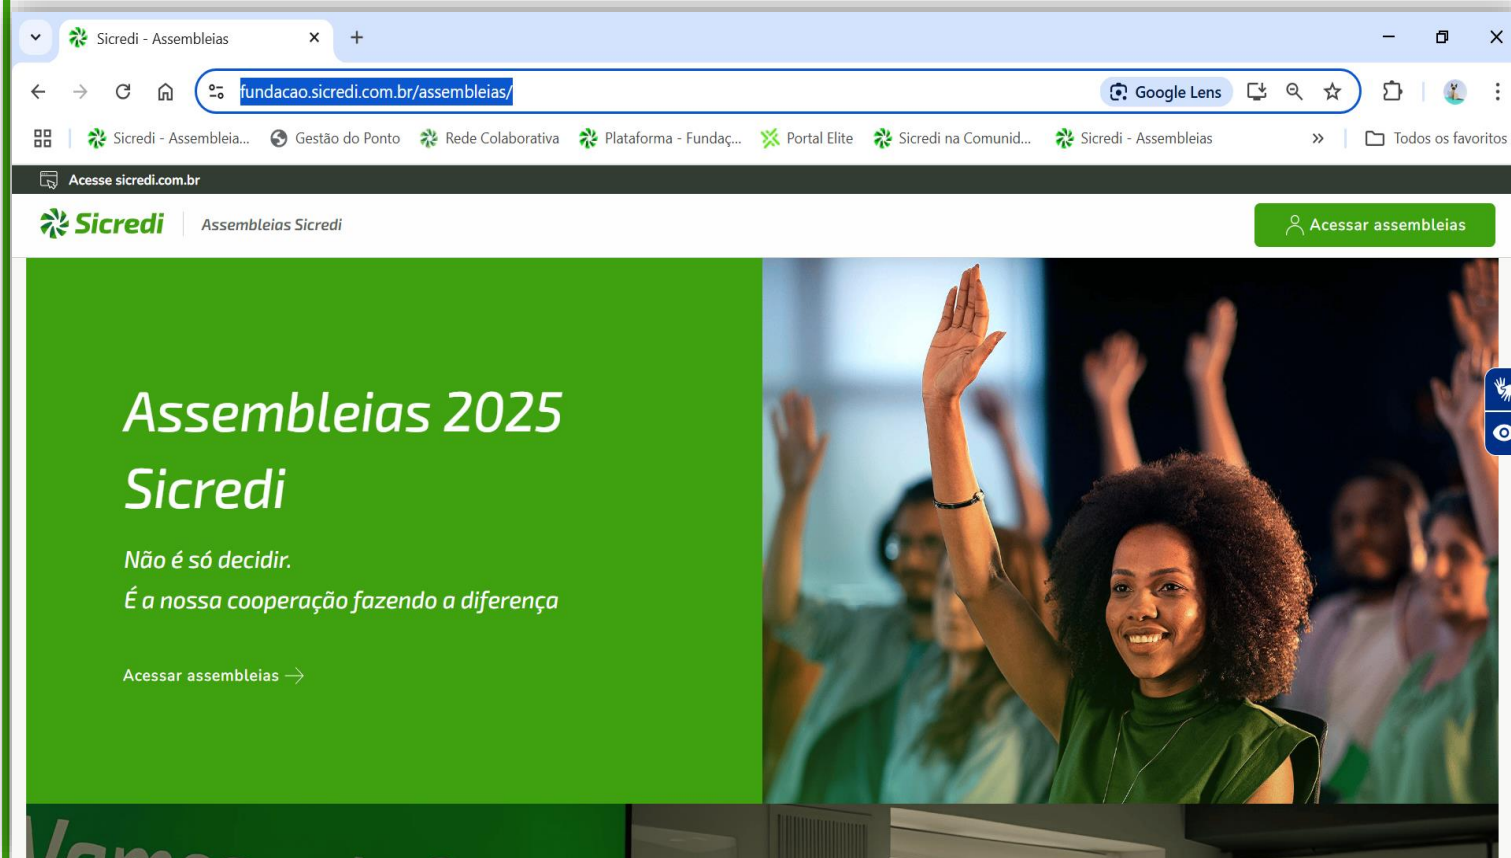 Sicredi - Assembleias
fundacao.sicredi.com.br/assembleias/
Google Lens
Sicredi - Assembleia...
Gestão do Ponto
Rede Colaborativa
Plataforma - Fundaç...
Portal Elite
Sicredi na Comunid...
Sicredi - Assembleias
Todos os favoritos
Acesse sicredi.com.br
Sicredi
Assembleias Sicredi
Acessar assembleias
Assembleias 2025
Sicredi
Não é só decidir.
É a nossa cooperação fazendo a diferença
Acessar assembleias